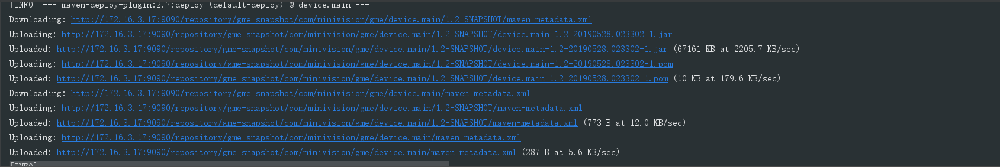 [INFO] --- maven-deploy-plugin:2.7:deploy (default-deploy) @ device.main ---
Downloading: http://172.16.3.17:9090/repository/gme-snapshot/com/minivision/gme/device.main/1.2-SNAPSHOT/maven-metadata.xml
Uploading: http://172.16.3.17:9090/repository/gme-snapshot/com/minivision/gme/device.main/1.2-SNAPSHOT/device.main-1.2-20190528.023302-1.jar
Uploaded: http://172.16.3.17:9090/repository/gme-snapshot/com/minivision/gme/device.main/1.2-SNAPSHOT/device.main-1.2-20190528.023302-1.jar (67161 KB at 2205.7 KB/sec)
Uploading: http://172.16.3.17:9090/repository/gme-snapshot/com/minivision/gme/device.main/1.2-SNAPSHOT/device.main-1.2-20190528.023302-1.pom
Uploaded: http://172.16.3.17:9090/repository/gme-snapshot/com/minivision/gme/device.main/1.2-SNAPSHOT/device.main-1.2-20190528.023302-1.pom (10 KB at 179.6 KB/sec)
Downloading: http://172.16.3.17:9090/repository/gme-snapshot/com/minivision/gme/device.main/maven-metadata.xml
Uploading: http://172.16.3.17:9090/repository/gme-snapshot/com/minivision/gme/device.main/1.2-SNAPSHOT/maven-metadata.xml
Uploaded: http://172.16.3.17:9090/repository/gme-snapshot/com/minivision/gme/device.main/1.2-SNAPSHOT/maven-metadata.xml (773 B at 12.0 KB/sec)
Uploading: http://172.16.3.17:9090/repository/gme-snapshot/com/minivision/gme/device.main/maven-metadata.xml
Uploaded: http://172.16.3.17:9090/repository/gme-snapshot/com/minivision/gme/device.main/maven-metadata.xml (287 B at 5.6 KB/sec)
[INFO]